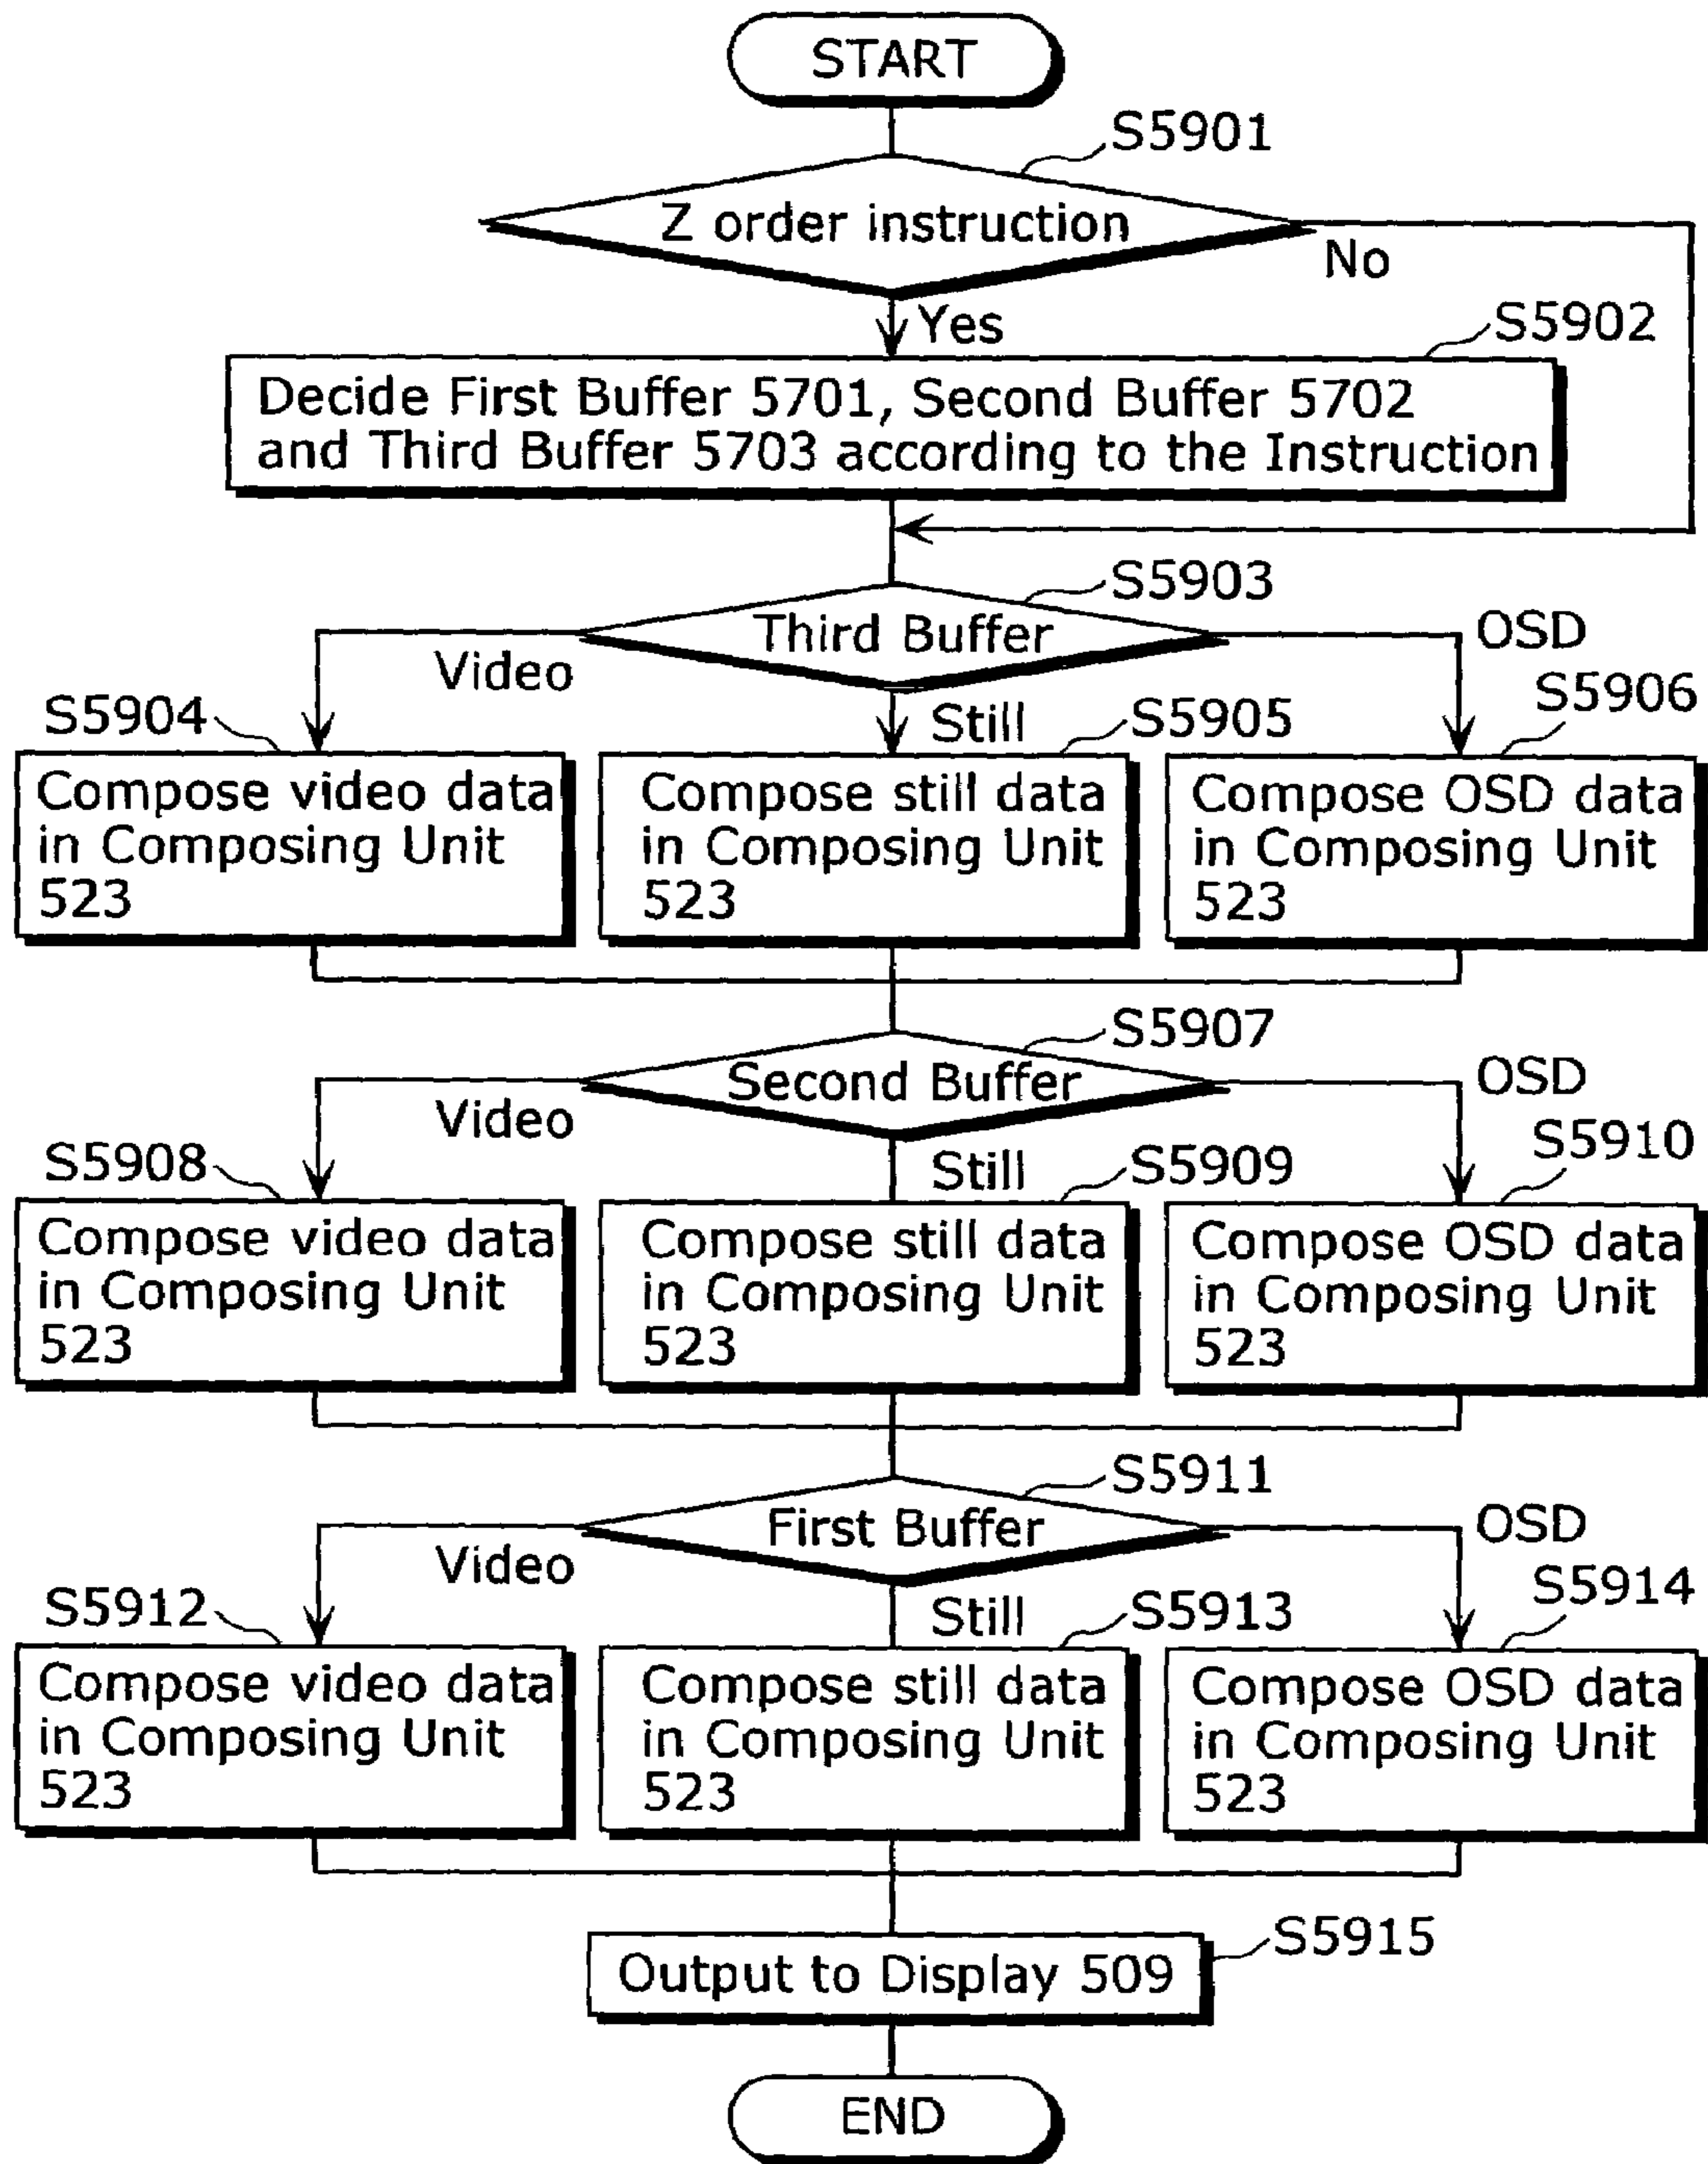 START
S5901
Z order instruction
No
Yes
S5902
Decide First Buffer 5701, Second Buffer 5702
and Third Buffer 5703 according to the Instruction
S5903
Third Buffer
Video
OSD
S5904
Still
S5905
S5906
Compose video data
in Composing Unit
523
Compose still data
in Composing Unit
523
Compose OSD data
in Composing Unit
523
S5907
Second Buffer
Video
OSD
S5908
Still
S5909
S5910
Compose video data
in Composing Unit
523
Compose still data
in Composing Unit
523
Compose OSD data
in Composing Unit
523
S5911
First Buffer
Video
OSD
S5912
Still
S5913
S5914
Compose video data
in Composing Unit
523
Compose still data
in Composing Unit
523
Compose OSD data
in Composing Unit
523
S5915
Output to Display 509
END